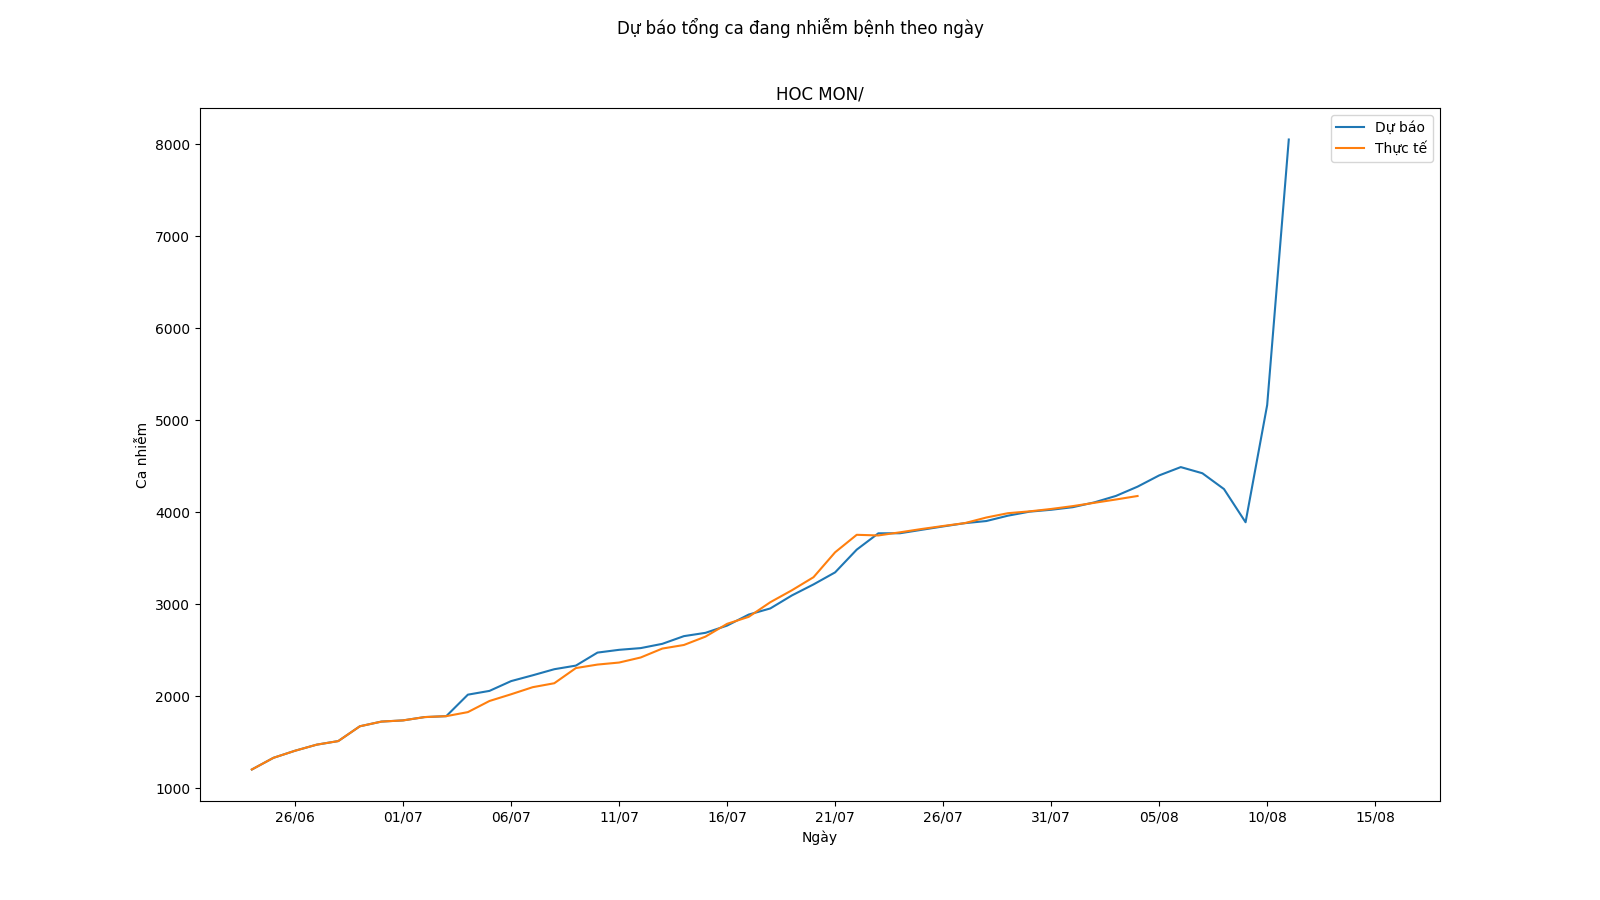 Dự báo tổng ca đang nhiễm bệnh theo ngày
HOC MON/
Dự báo
Thực tế
8000
7000
6000
5000
4000
3000
2000
1000
Ca nhiễm
26/06 01/07 06/07 11/07 16/07 21/07 26/07 31/07 05/08 10/08 15/08
Ngày